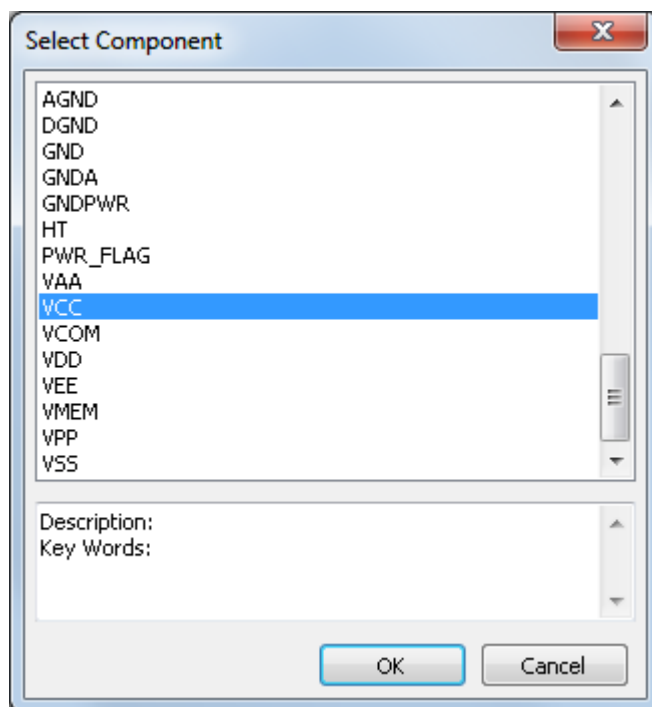 Select Component
AGND
DGND
GND
GNDA
GNDPWR
HT
PWR_FLAG
VAA
VCC
VCOM
VDD
VEE
VMEM
VPP
VSS
Description:
Key Words:
OK Cancel